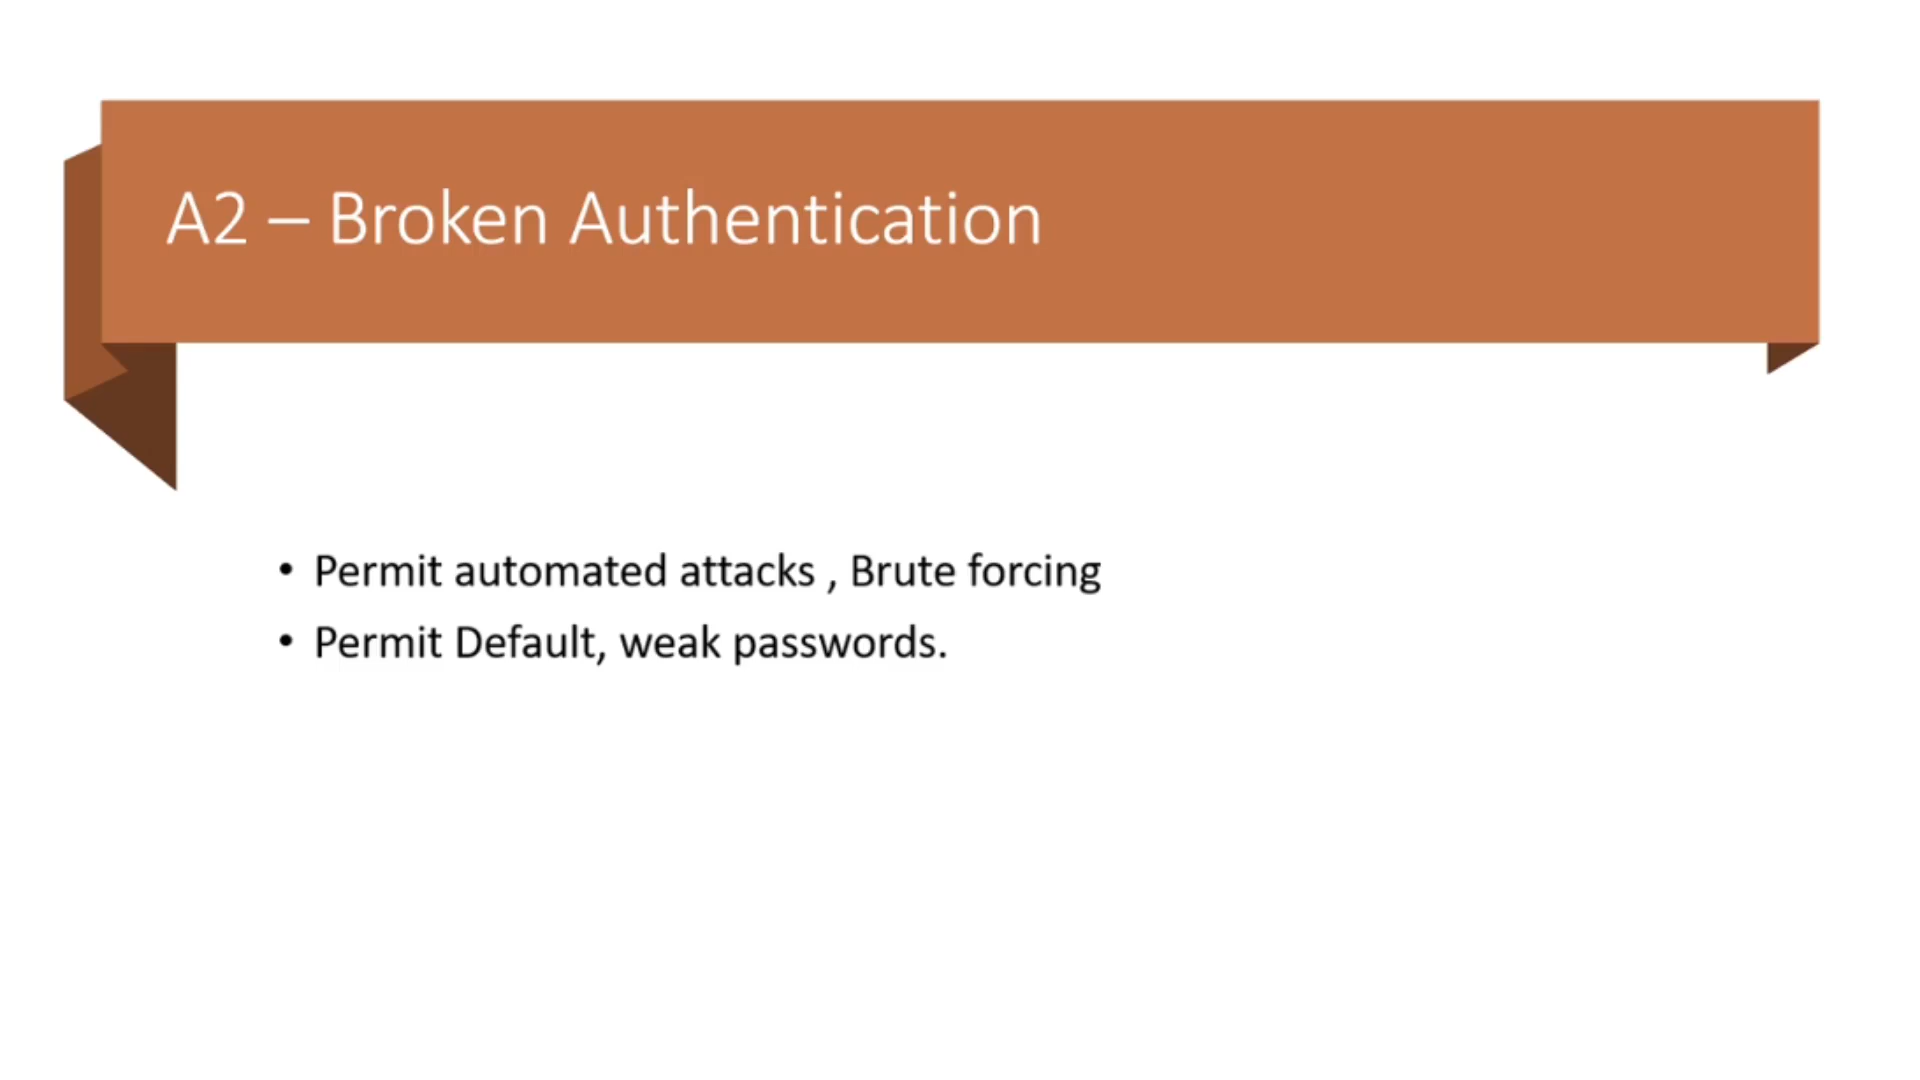 A2 – Broken Authentication
• Permit automated attacks , Brute forcing
• Permit Default, weak passwords.